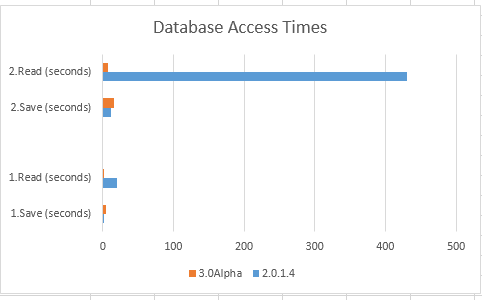 Database Access Times
2.Read (seconds)
2.Save (seconds)
1.Read (seconds)
1.Save (seconds)
0 100 200 300 400 500
3.0Alpha 2.0.1.4